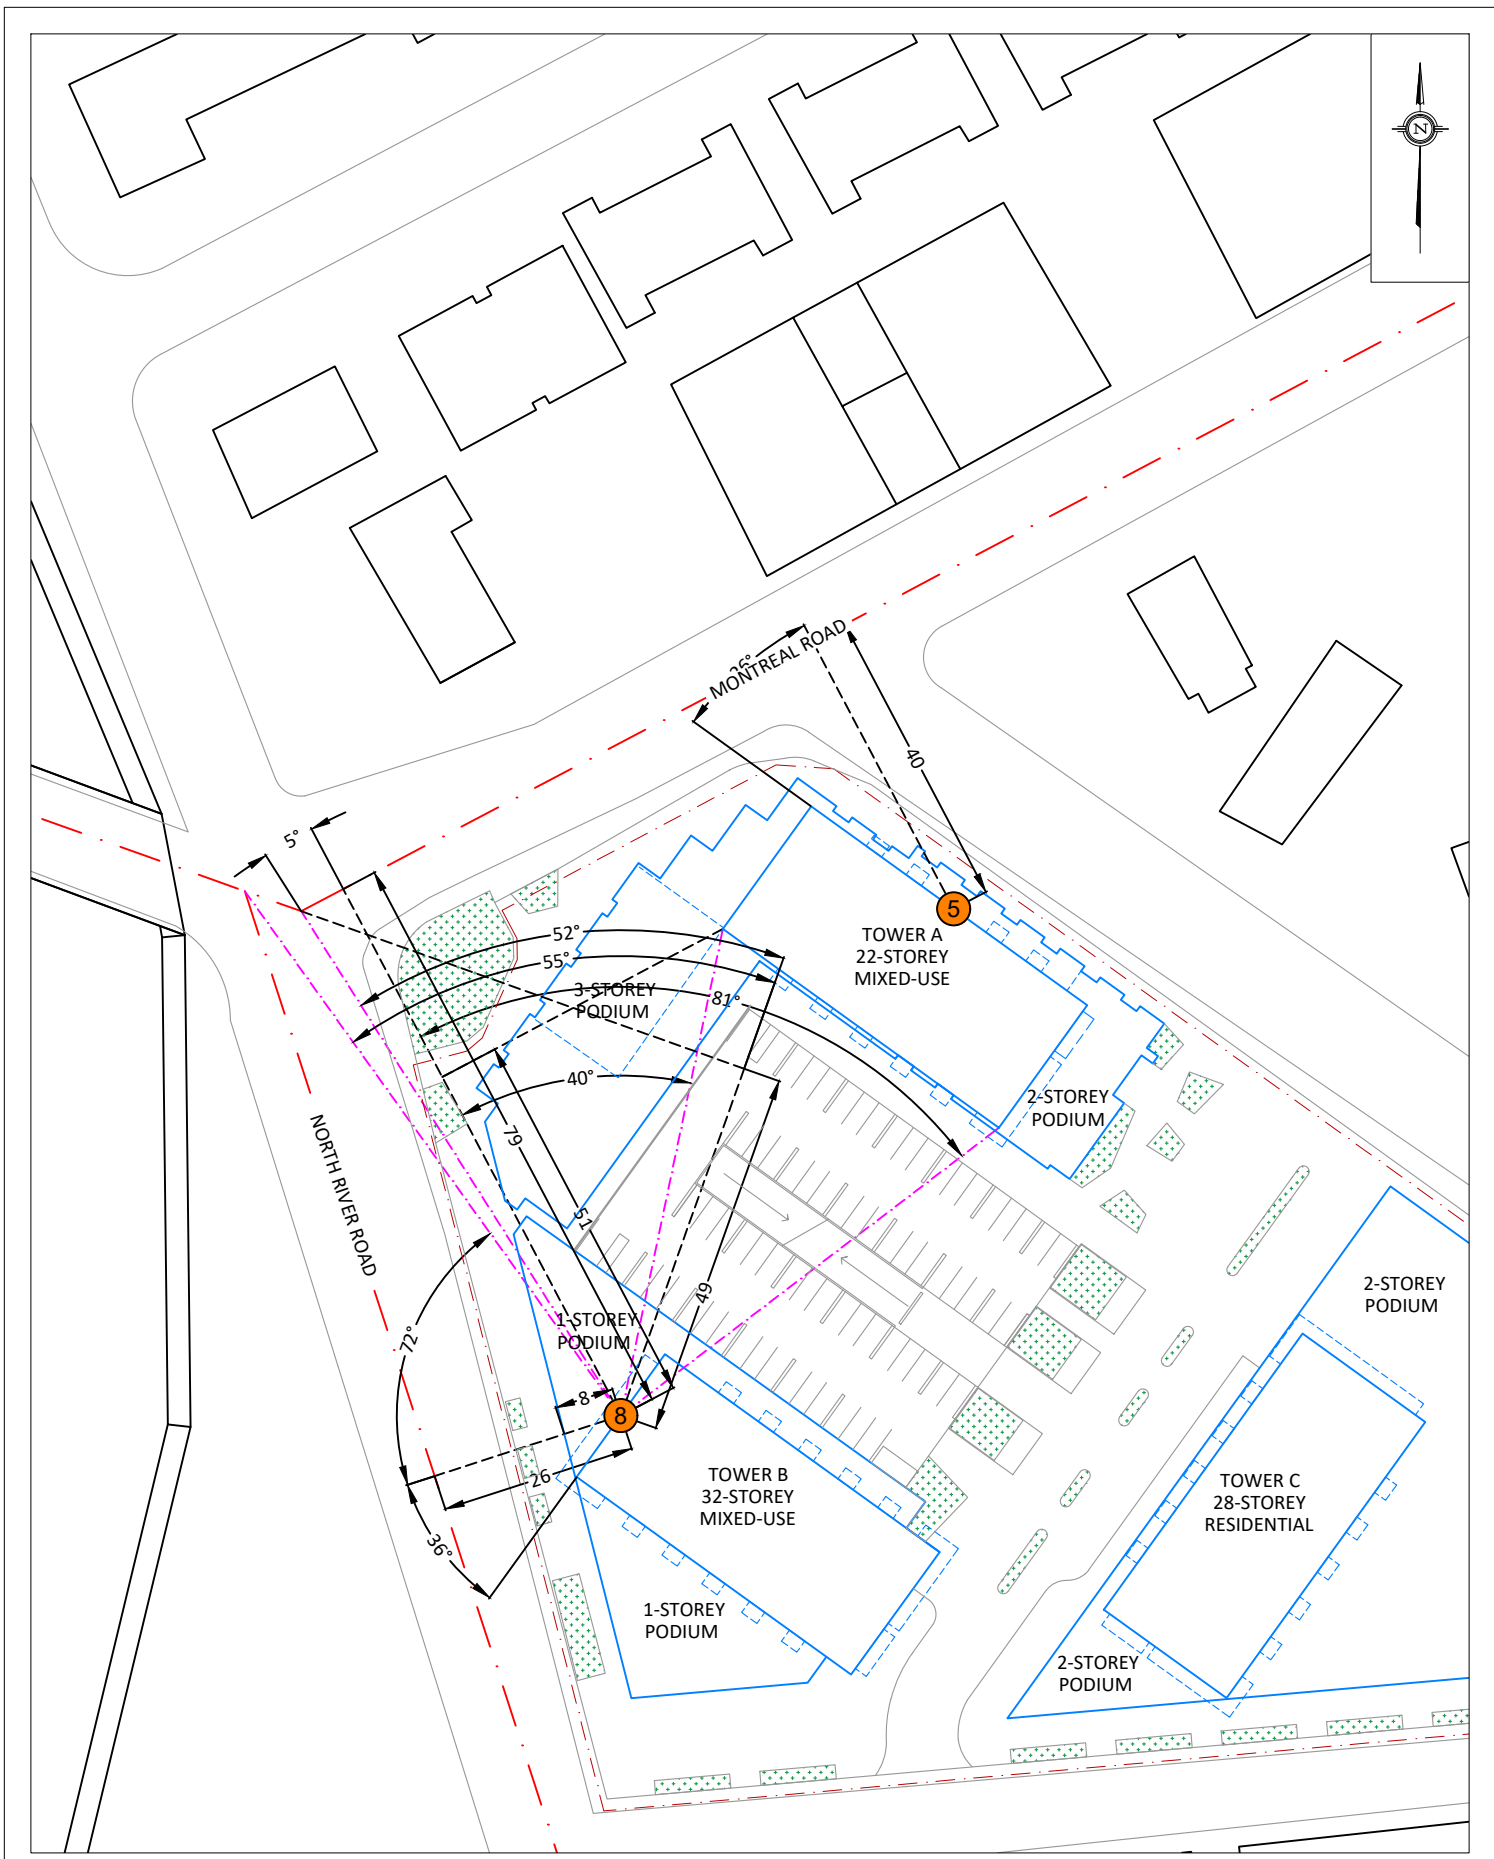 N
MONTREAL ROAD
40
5°
5
TOWER A
22-STOREY
MIXED-USE
52°
55°
3-STOREY
PODIUM
81°
40°
2-STOREY
PODIUM
79
NORTH RIVER ROAD
51
49
2-STOREY
PODIUM
1-STOREY
PODIUM
72°
8
8
26
36°
TOWER B
32-STOREY
MIXED-USE
TOWER C
28-STOREY
RESIDENTIAL
1-STOREY
PODIUM
2-STOREY
PODIUM